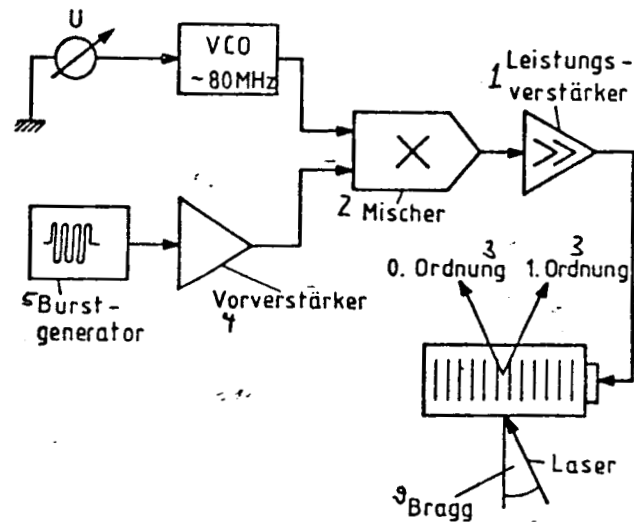 U
VCO
~80MHz
1 Leistungs-
verstärker
2 Mischer
5 Burst-
generator
Vorverstärker
4
0. Ordnung 3
1. Ordnung 3
Laser
ϑBragg